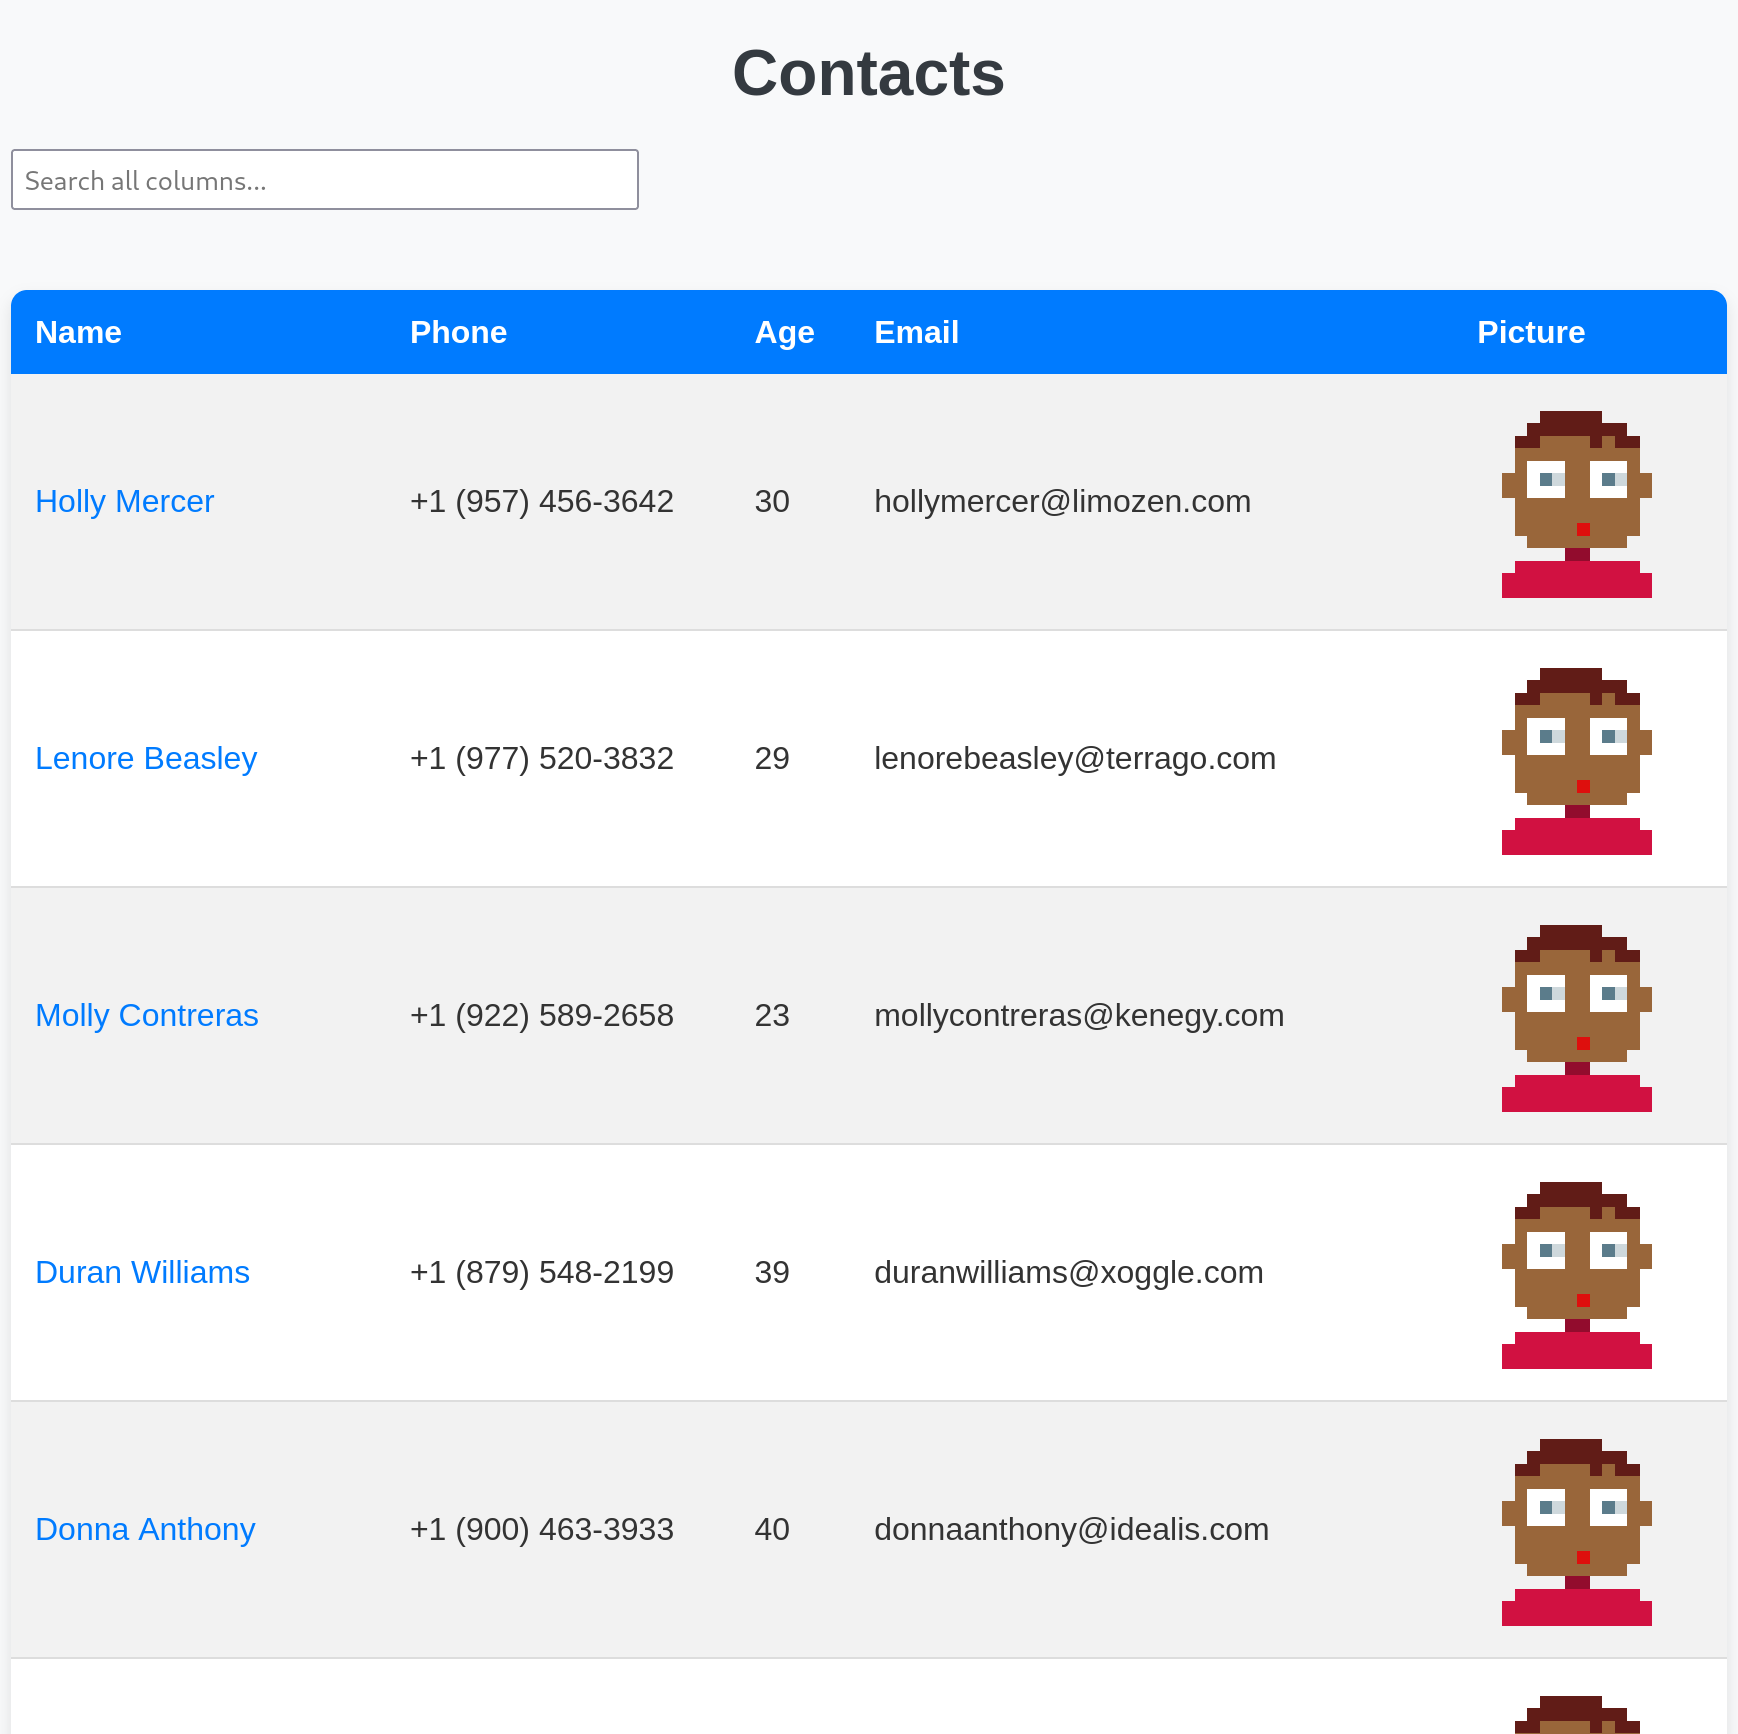 Contacts
Search all columns...
Name Phone Age Email Picture
Holly Mercer +1 (957) 456-3642 30 hollymercer@limozen.com
Lenore Beasley +1 (977) 520-3832 29 lenorebeasley@terrago.com
Molly Contreras +1 (922) 589-2658 23 mollycontreras@kenegy.com
Duran Williams +1 (879) 548-2199 39 duranwilliams@xoggle.com
Donna Anthony +1 (900) 463-3933 40 donnaanthony@idealis.com